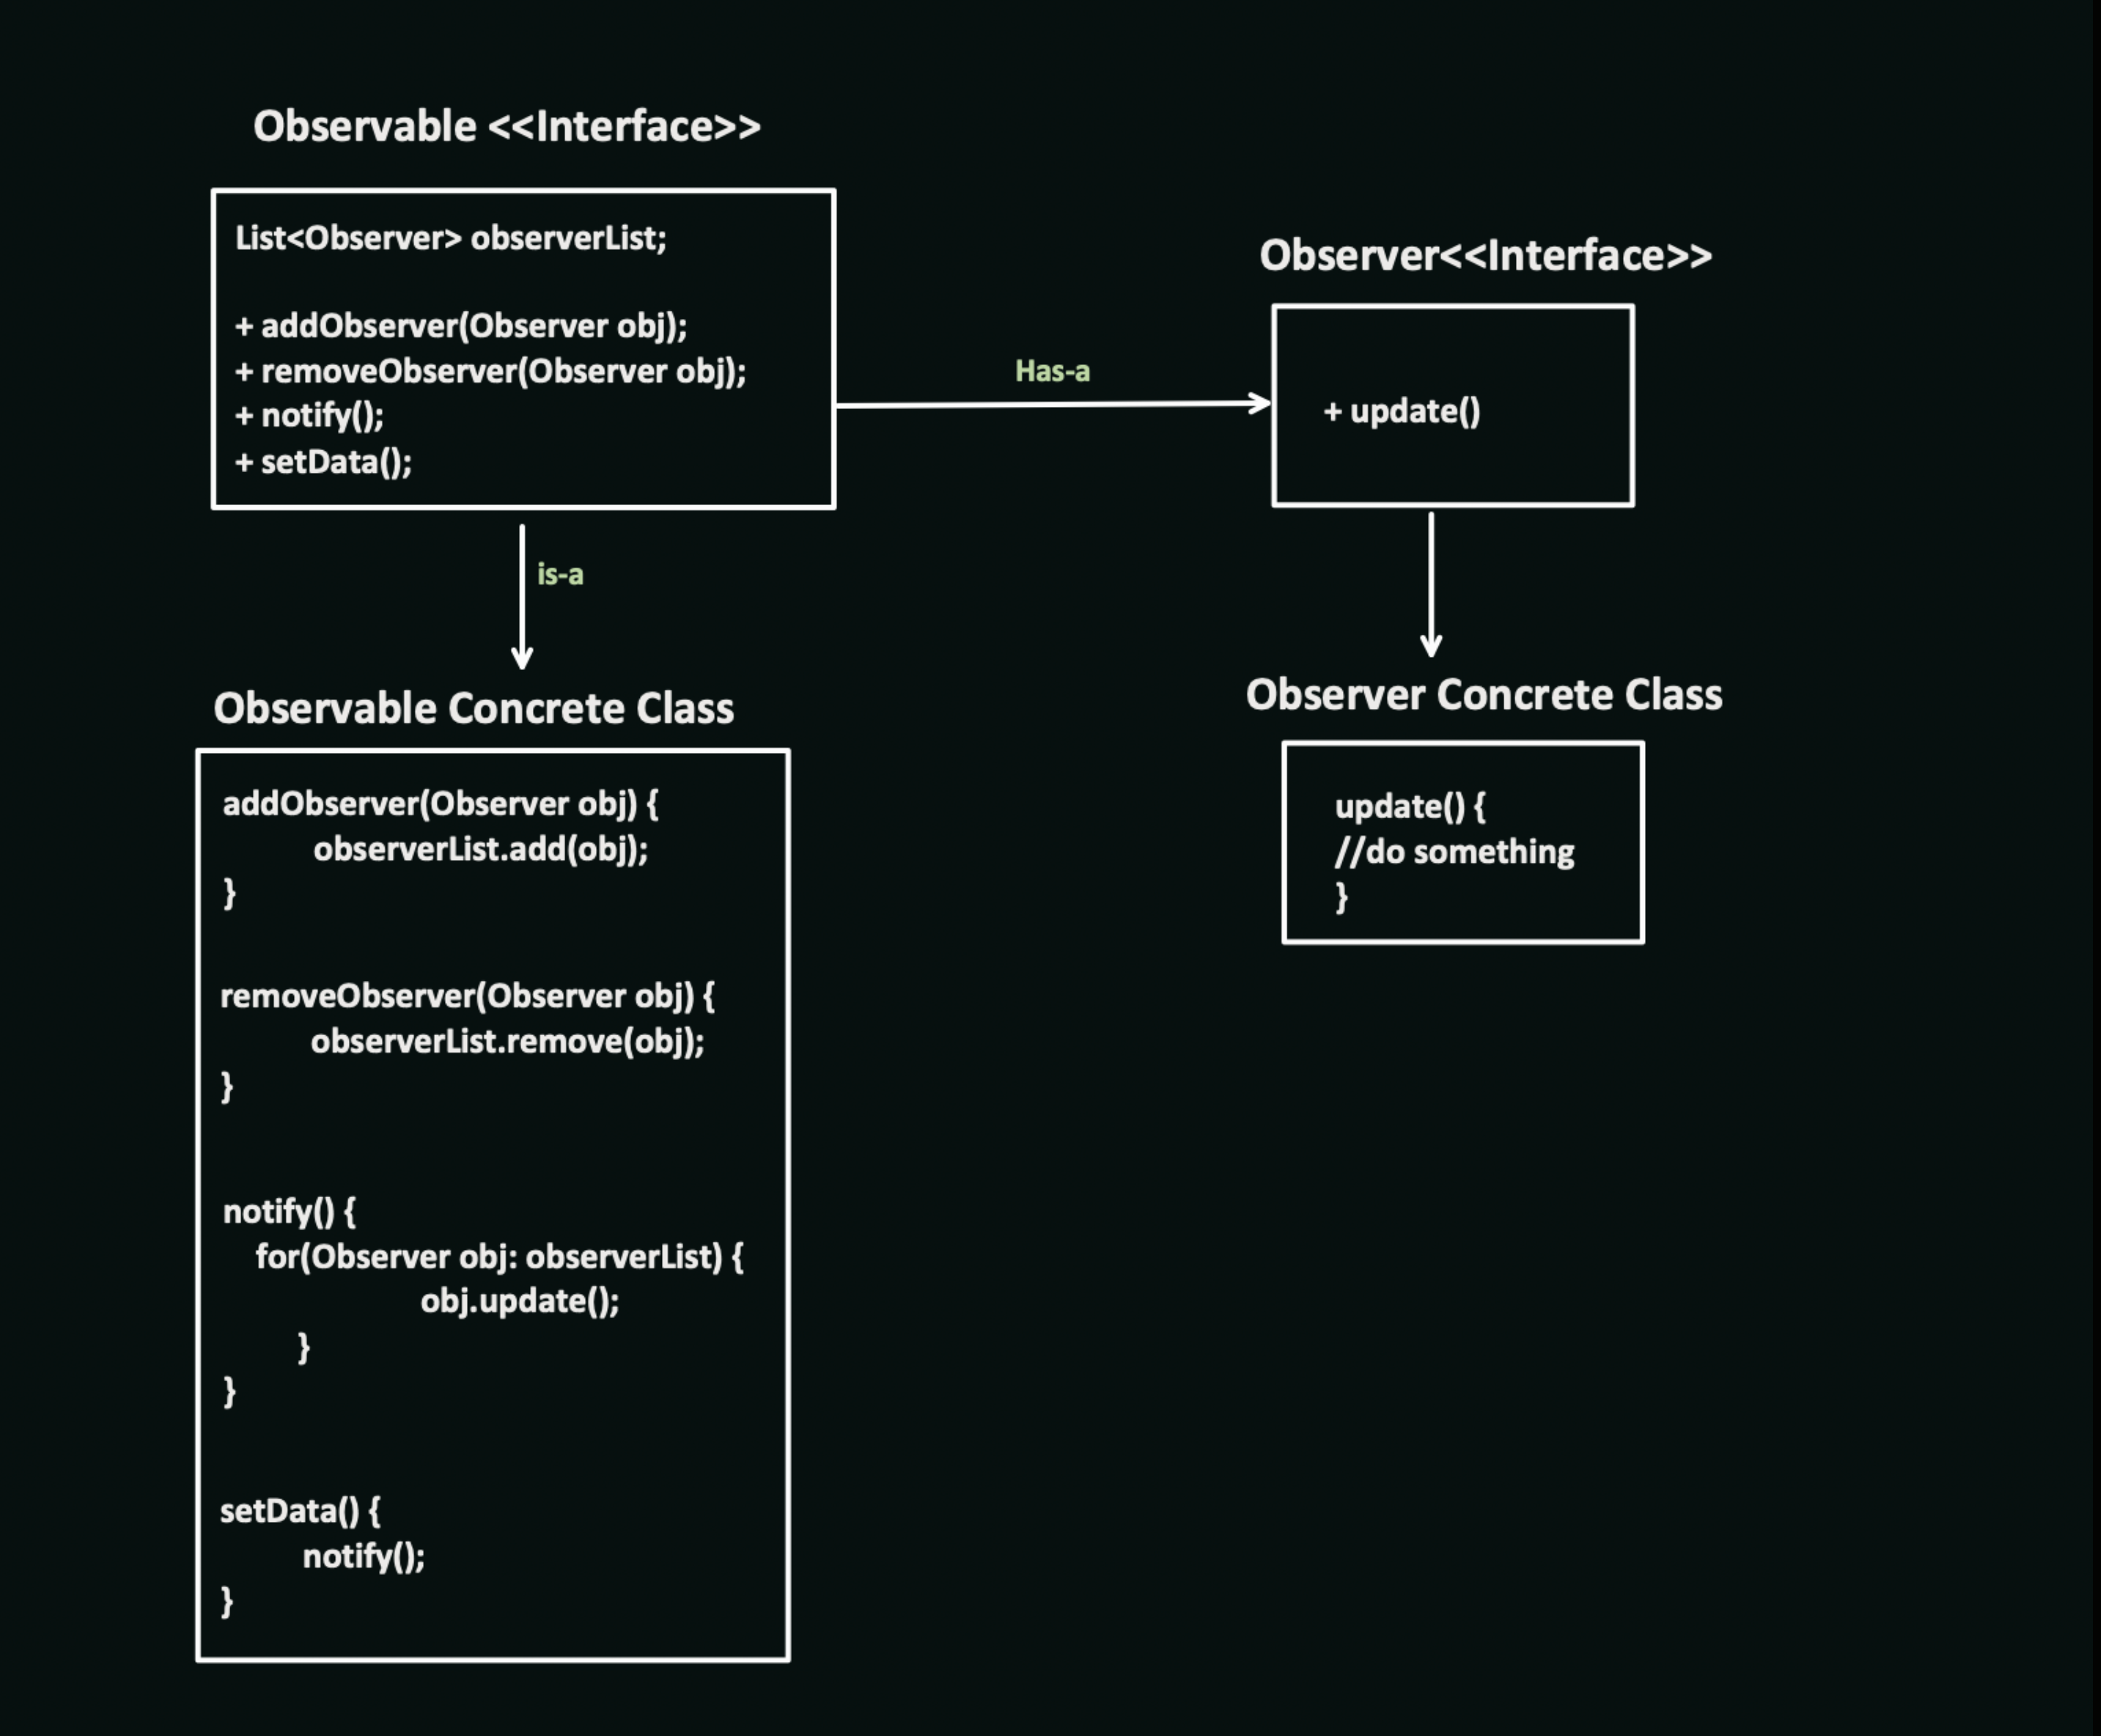 Observable <<Interface>>
List<Observer> observerList;
+ addObserver(Observer obj);
+ removeObserver(Observer obj);
+ notify();
+ setData();
Has-a
Observer<<Interface>>
+ update()
is-a
Observable Concrete Class
addObserver(Observer obj) {
observerList.add(obj);
}
removeObserver(Observer obj) {
observerList.remove(obj);
}
notify() {
for(Observer obj: observerList) {
obj.update();
}
}
setData() {
notify();
}
Observer Concrete Class
update() {
//do something
}